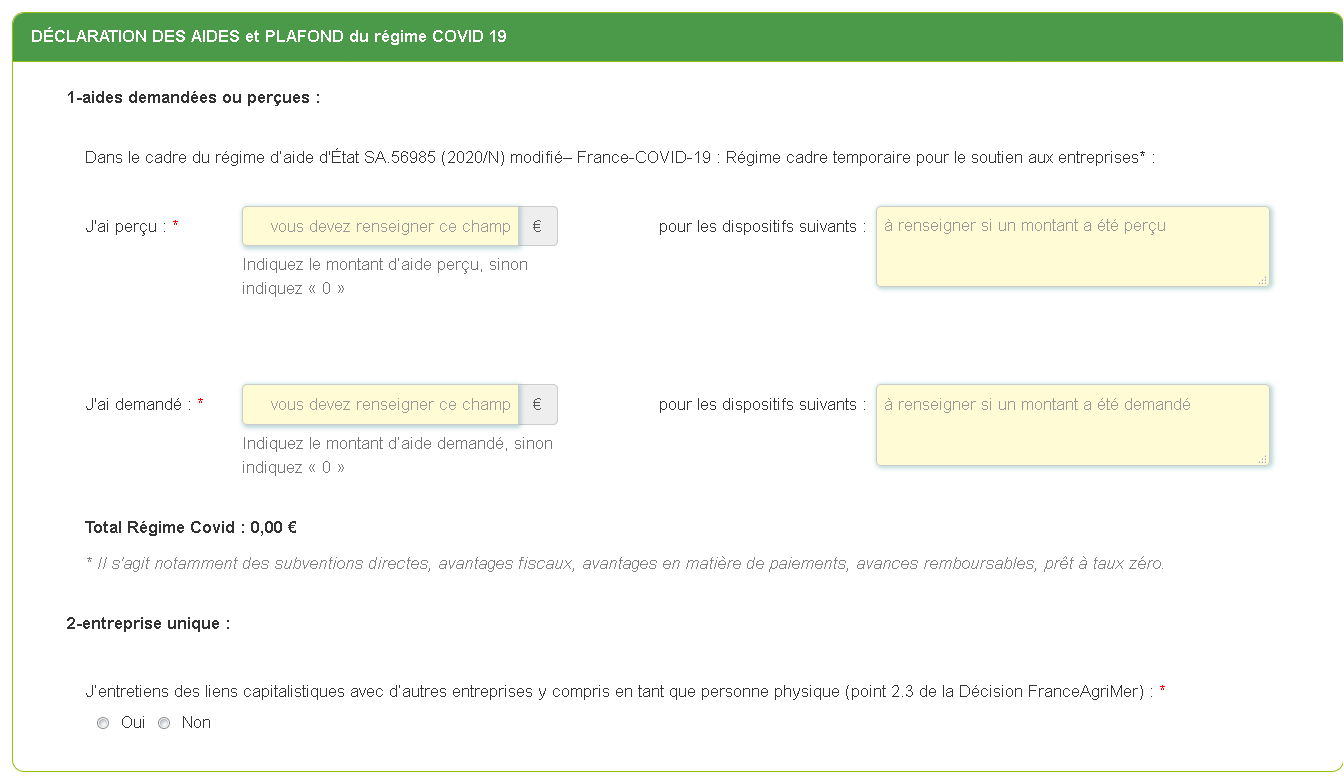 DÉCLARATION DES AIDES et PLAFOND du régime COVID 19
1-aides demandées ou perçues :
Dans le cadre du régime d'aide d'État SA.56985 (2020/N) modifié– France-COVID-19 : Régime cadre temporaire pour le soutien aux entreprises* :
J'ai perçu : * vous devez renseigner ce champ € pour les dispositifs suivants : à renseigner si un montant a été perçu
Indiquez le montant d'aide perçu, sinon
indiquez « 0 »
J'ai demandé : * vous devez renseigner ce champ € pour les dispositifs suivants : à renseigner si un montant a été demandé
Indiquez le montant d'aide demandé, sinon
indiquez « 0 »
Total Régime Covid : 0,00 €
* Il s'agit notamment des subventions directes, avantages fiscaux, avantages en matière de paiements, avances remboursables, prêt à taux zéro.
2-entreprise unique :
J'entretiens des liens capitalistiques avec d'autres entreprises y compris en tant que personne physique (point 2.3 de la Décision FranceAgriMer) : *
Oui Non